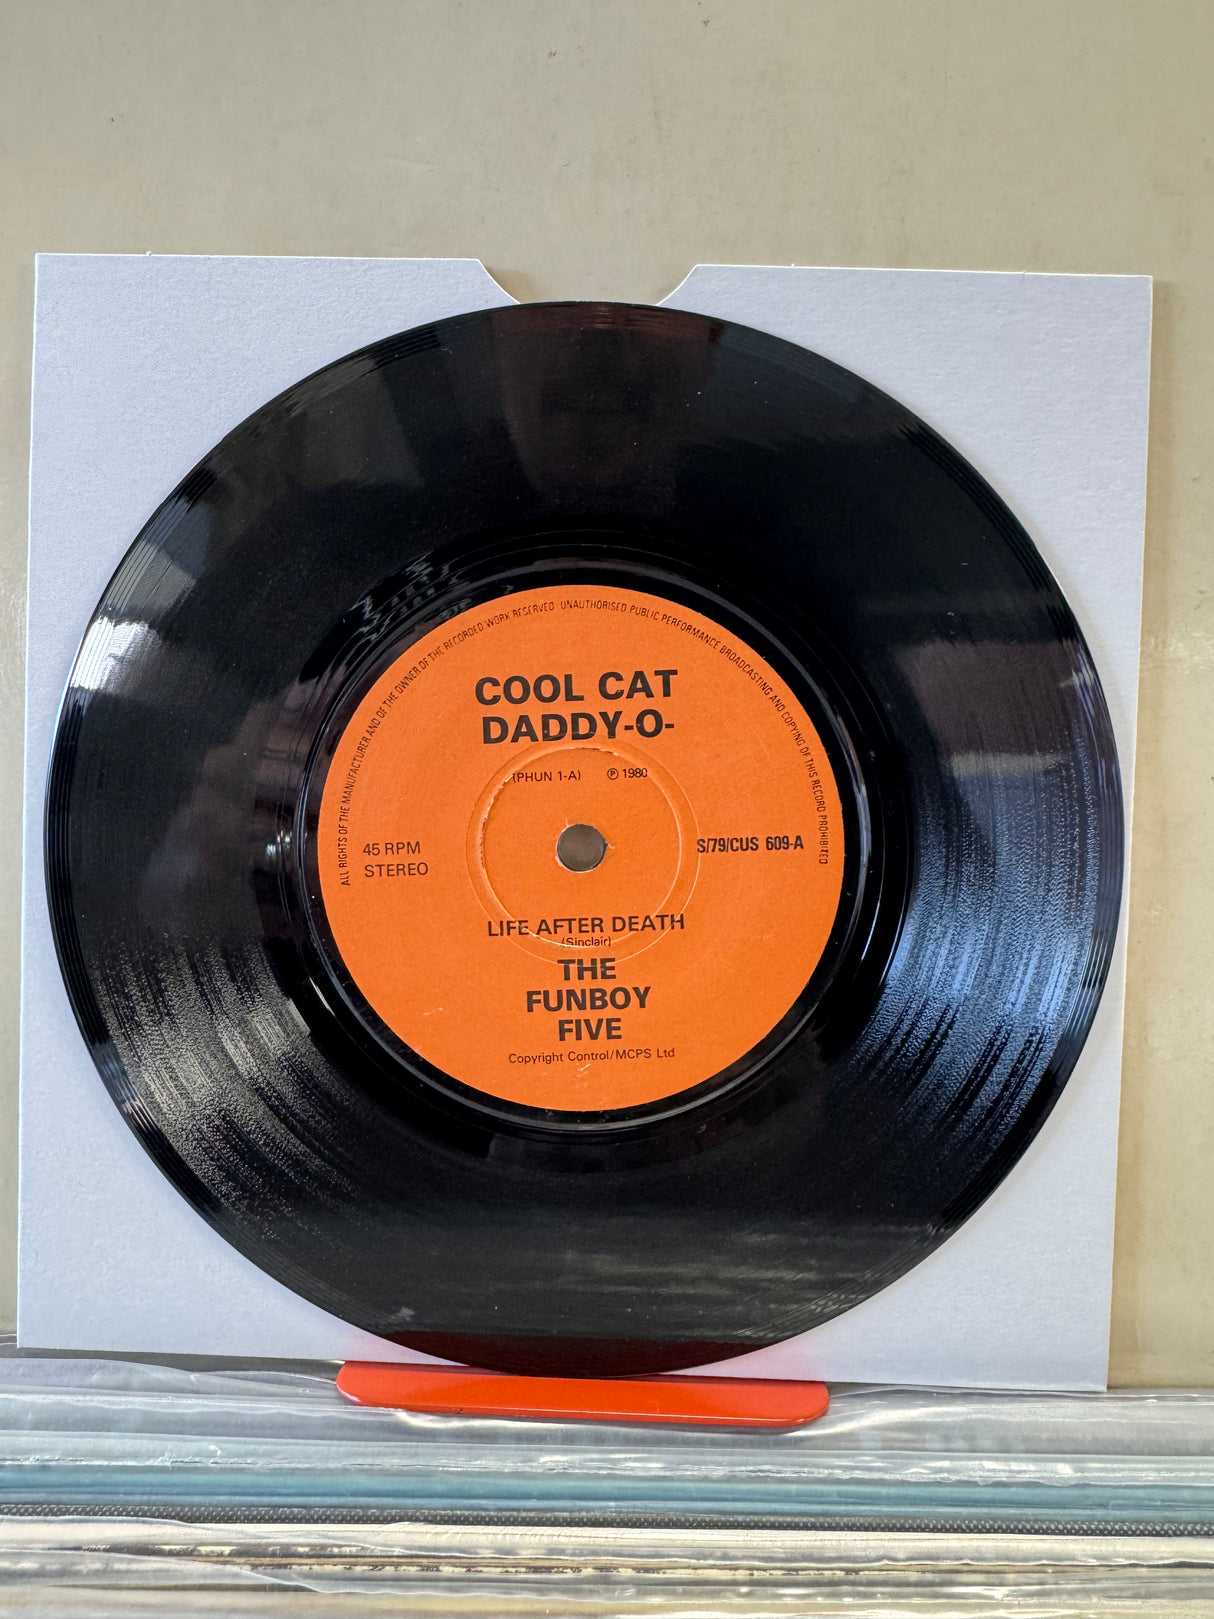 ALL RIGHTS OF THE MANUFACTURER AND OF THE OWNER OF THE RECORDED WORK RESERVED UNAUTHORISED PUBLIC PERFORMANCE BROADCASTING AND COPYING OF THIS RECORD PROHIBITED
COOL CAT
DADDY-O-
(PHUN 1-A) ℗ 1980
45 RPM
STEREO
S/79/CUS 609-A
LIFE AFTER DEATH
(Sinclair)
THE
FUNBOY
FIVE
Copyright Control/MCPS Ltd